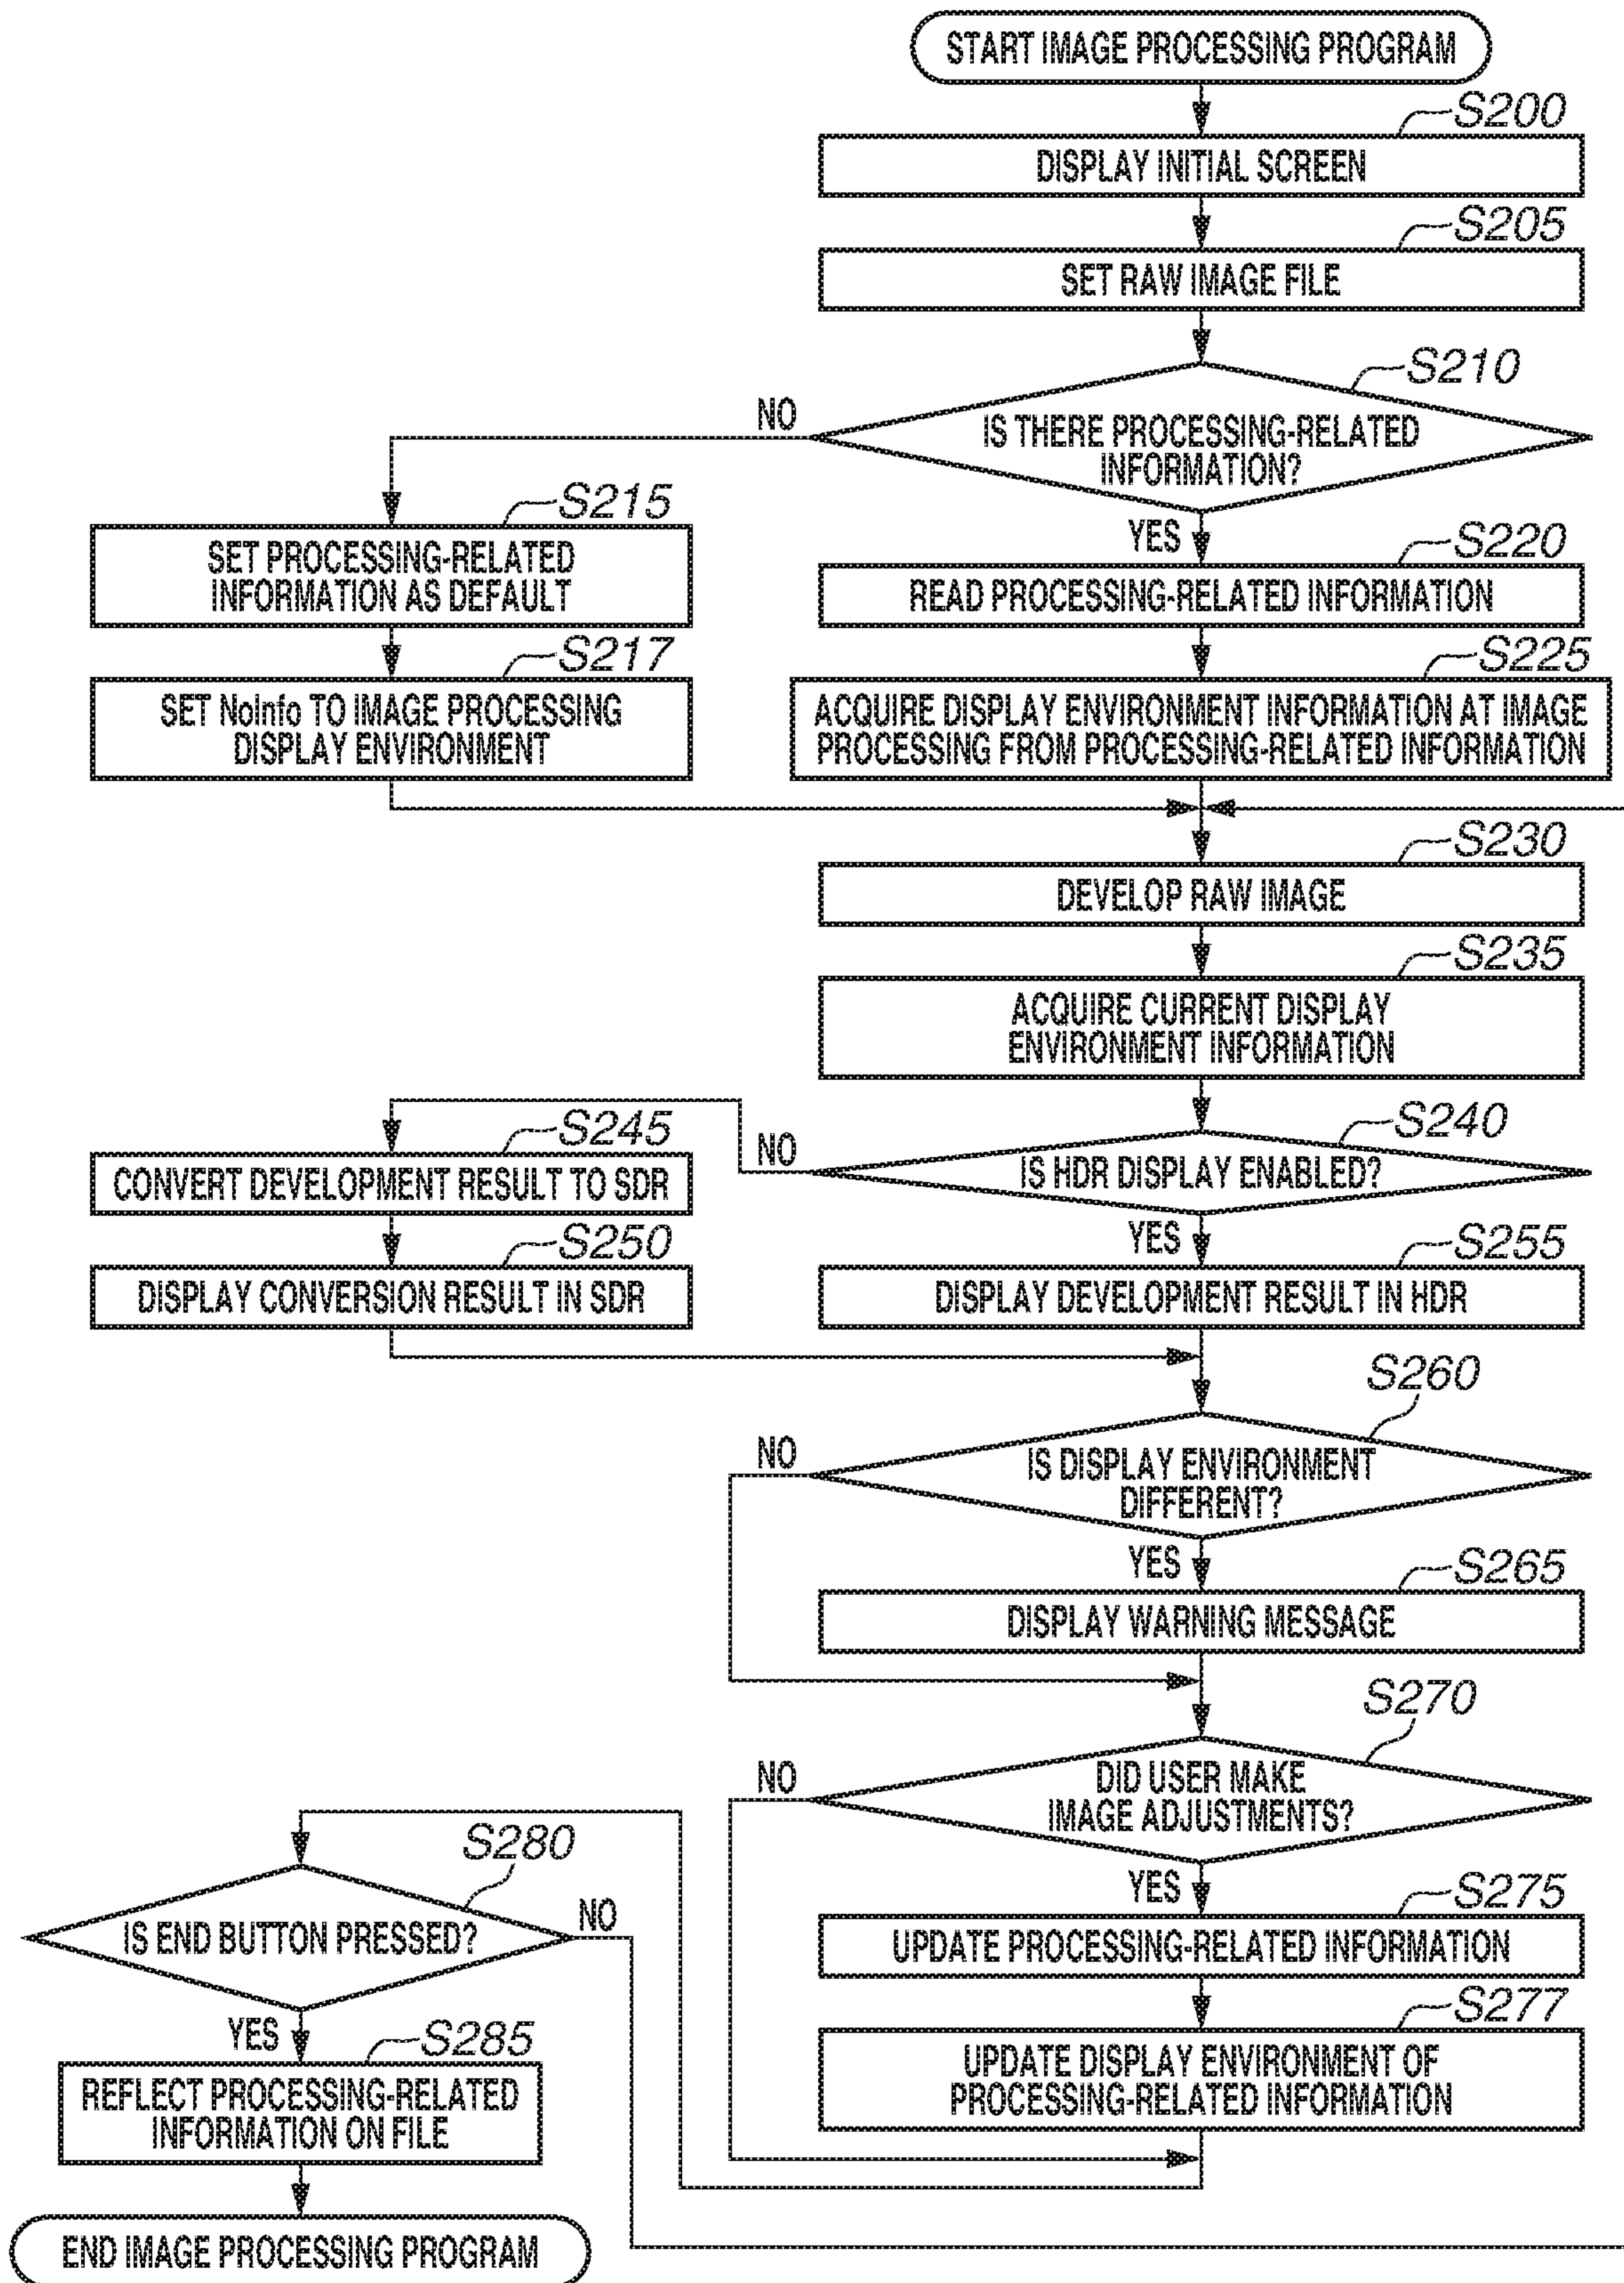 START IMAGE PROCESSING PROGRAM
S200
DISPLAY INITIAL SCREEN
S205
SET RAW IMAGE FILE
S210
IS THERE PROCESSING-RELATED
INFORMATION?
NO
YES
S215
SET PROCESSING-RELATED
INFORMATION AS DEFAULT
S220
READ PROCESSING-RELATED INFORMATION
S217
SET NoInfo TO IMAGE PROCESSING
DISPLAY ENVIRONMENT
S225
ACQUIRE DISPLAY ENVIRONMENT INFORMATION AT IMAGE
PROCESSING FROM PROCESSING-RELATED INFORMATION
S230
DEVELOP RAW IMAGE
S235
ACQUIRE CURRENT DISPLAY
ENVIRONMENT INFORMATION
S240
IS HDR DISPLAY ENABLED?
NO
YES
S245
CONVERT DEVELOPMENT RESULT TO SDR
S250
DISPLAY CONVERSION RESULT IN SDR
S255
DISPLAY DEVELOPMENT RESULT IN HDR
S260
IS DISPLAY ENVIRONMENT
DIFFERENT?
NO
YES
S265
DISPLAY WARNING MESSAGE
S270
DID USER MAKE
IMAGE ADJUSTMENTS?
NO
YES
S275
UPDATE PROCESSING-RELATED INFORMATION
S277
UPDATE DISPLAY ENVIRONMENT OF
PROCESSING-RELATED INFORMATION
S280
IS END BUTTON PRESSED?
NO
YES
S285
REFLECT PROCESSING-RELATED
INFORMATION ON FILE
END IMAGE PROCESSING PROGRAM